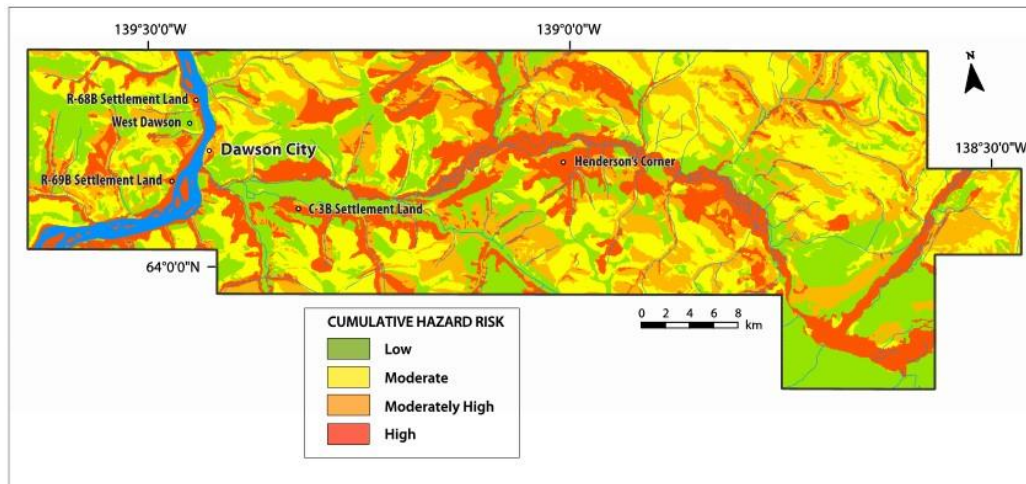 139°30'0"W
139°0'0"W
N
R-68B Settlement Land
West Dawson
Dawson City
Henderson's Corner
138°30'0"W
R-69B Settlement Land
C-3B Settlement Land
64°0'0"N
0 2 4 6 8
km
CUMULATIVE HAZARD RISK
Low
Moderate
Moderately High
High